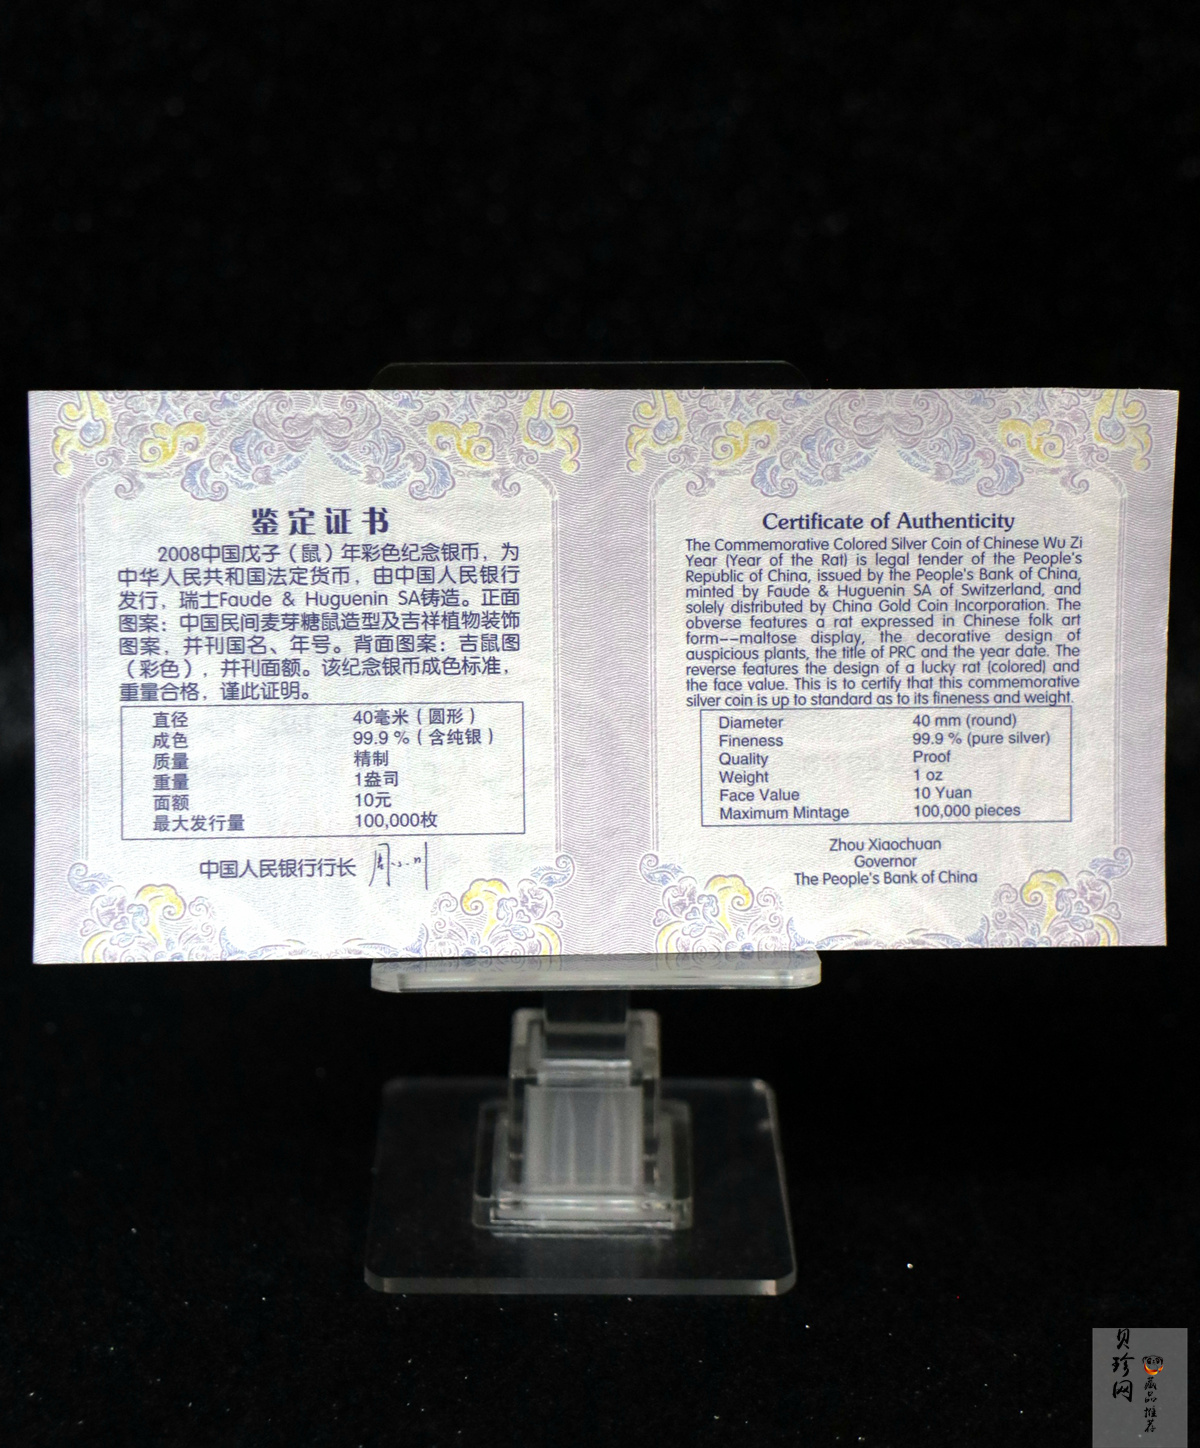 鉴定证书
2008中国戊子（鼠）年彩色纪念银币，为
中华人民共和国法定货币，由中国人民银行
发行，瑞士Faude & Huguenin SA铸造。正面
图案：中国民间麦芽糖鼠造型及吉祥植物装饰
图案，并刊国名、年号。背面图案：吉鼠图
（彩色），并刊面额。该纪念银币成色标准，
重量合格，谨此证明。
直径 40毫米（圆形）
成色 99.9％（含纯银）
质量 精制
重量 1盎司
面额 10元
最大发行量 100,000枚
中国人民银行行长
Certificate of Authenticity
The Commemorative Colored Silver Coin of Chinese Wu Zi
Year (Year of the Rat) is legal tender of the People's
Republic of China, issued by the People's Bank of China,
minted by Faude & Huguenin SA of Switzerland, and
solely distributed by China Gold Coin Incorporation. The
obverse features a rat expressed in Chinese folk art
form--maltose display, the decorative design of
auspicious plants, the title of PRC and the year date. The
reverse features the design of a lucky rat (colored) and
the face value. This is to certify that this commemorative
silver coin is up to standard as to its fineness and weight.
Diameter 40 mm (round)
Fineness 99.9 % (pure silver)
Quality Proof
Weight 1 oz
Face Value 10 Yuan
Maximum Mintage 100,000 pieces
Zhou Xiaochuan
Governor
The People's Bank of China
贝珍网
藏品推荐